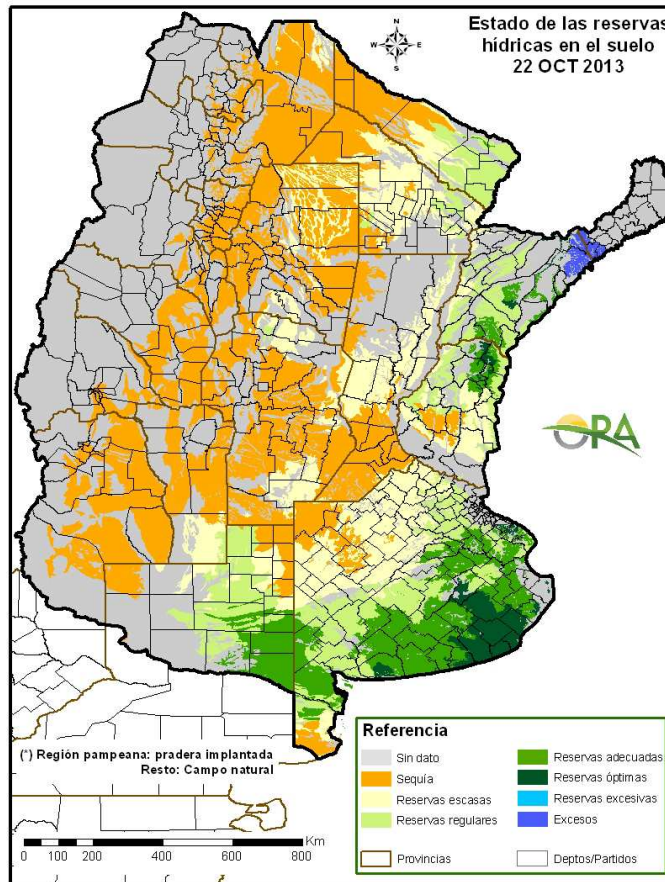 Estado de las reservas
hídricas en el suelo
22 OCT 2013
N
W E
S
ORA
(*) Región pampeana: pradera implantada
Resto: Campo natural
Referencia
Sin dato
Sequía
Reservas escasas
Reservas regulares
Reservas adecuadas
Reservas óptimas
Reservas excesivas
Excesos
Provincias
Deptos/Partidos
Km
0 100 200 400 600 800